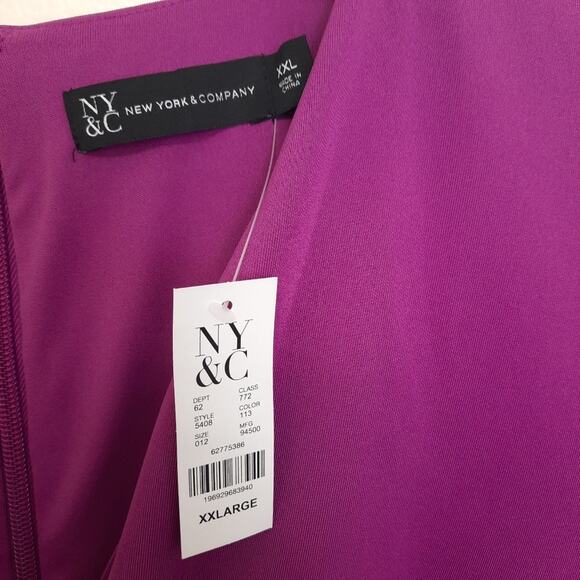 NY
&C
NEW YORK & COMPANY
XXL
MADE IN
CHINA
NY
&C
DEPT CLASS
62 772
STYLE COLOR
5408 113
SIZE MFG
012 94500
62775386
196929683940
XXLARGE